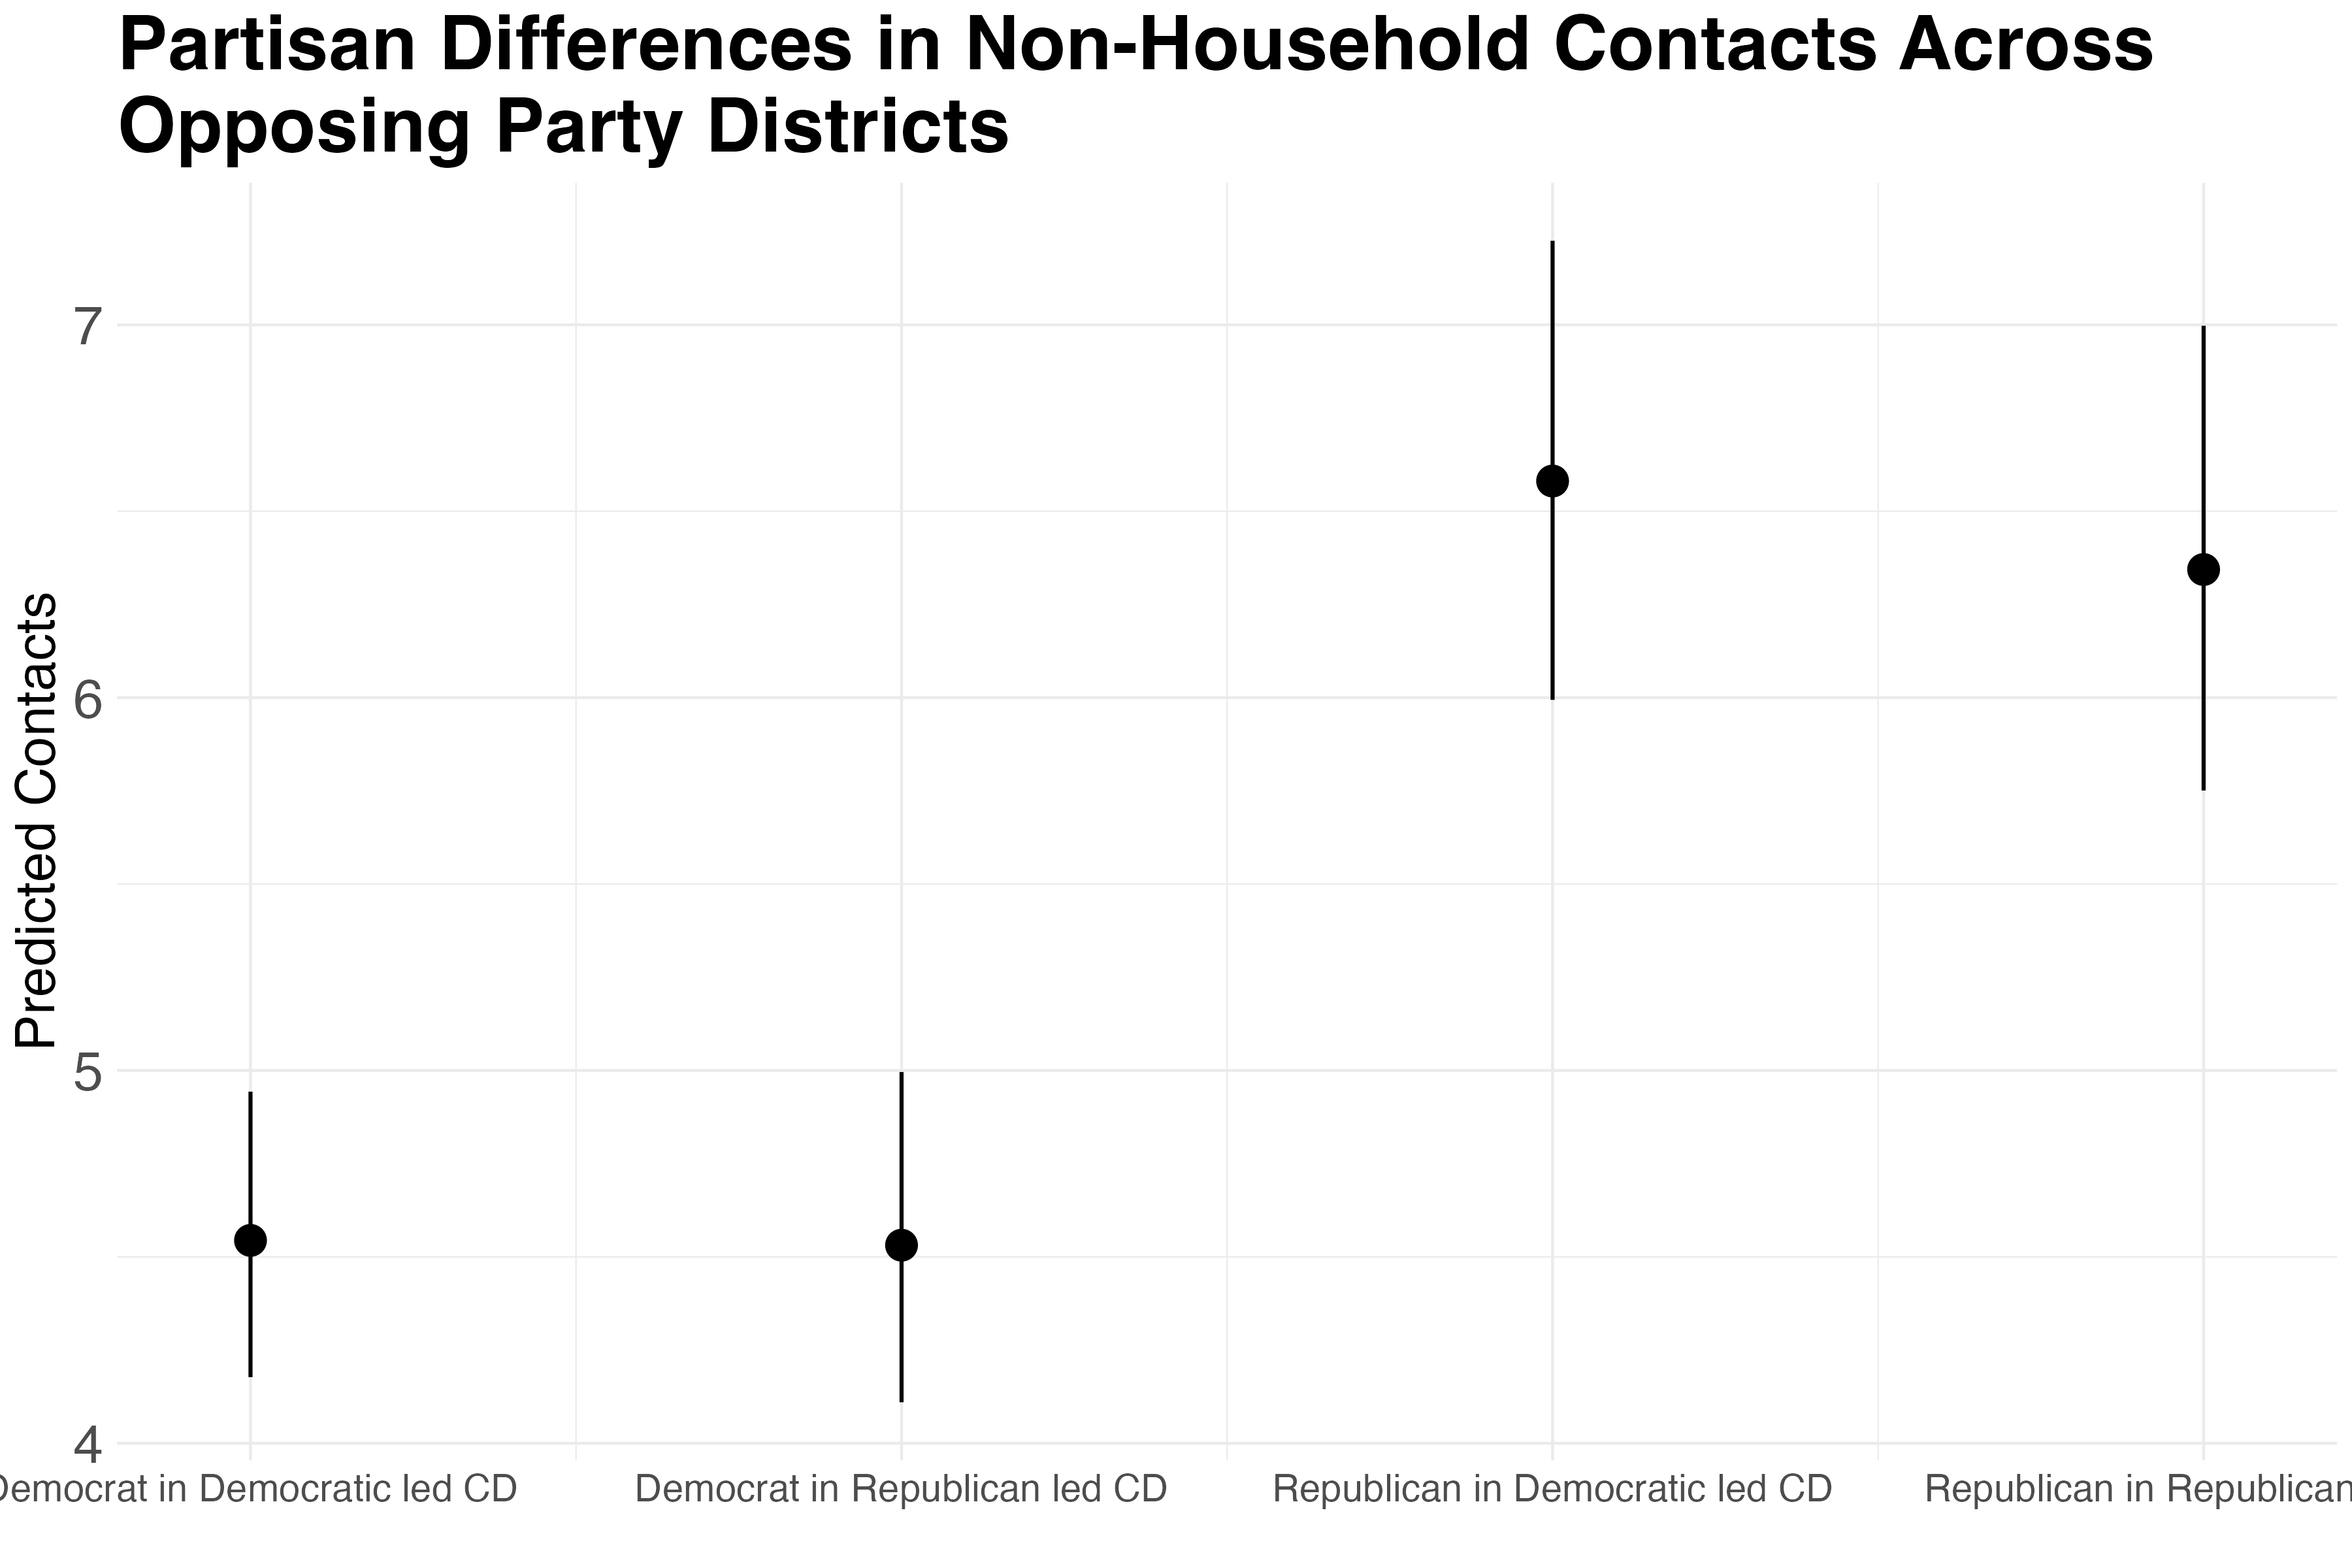 Partisan Differences in Non-Household Contacts Across
Opposing Party Districts
Predicted Contacts
7
6
5
4
Democrat in Democratic led CD
Democrat in Republican led CD
Republican in Democratic led CD
Republican in Republican